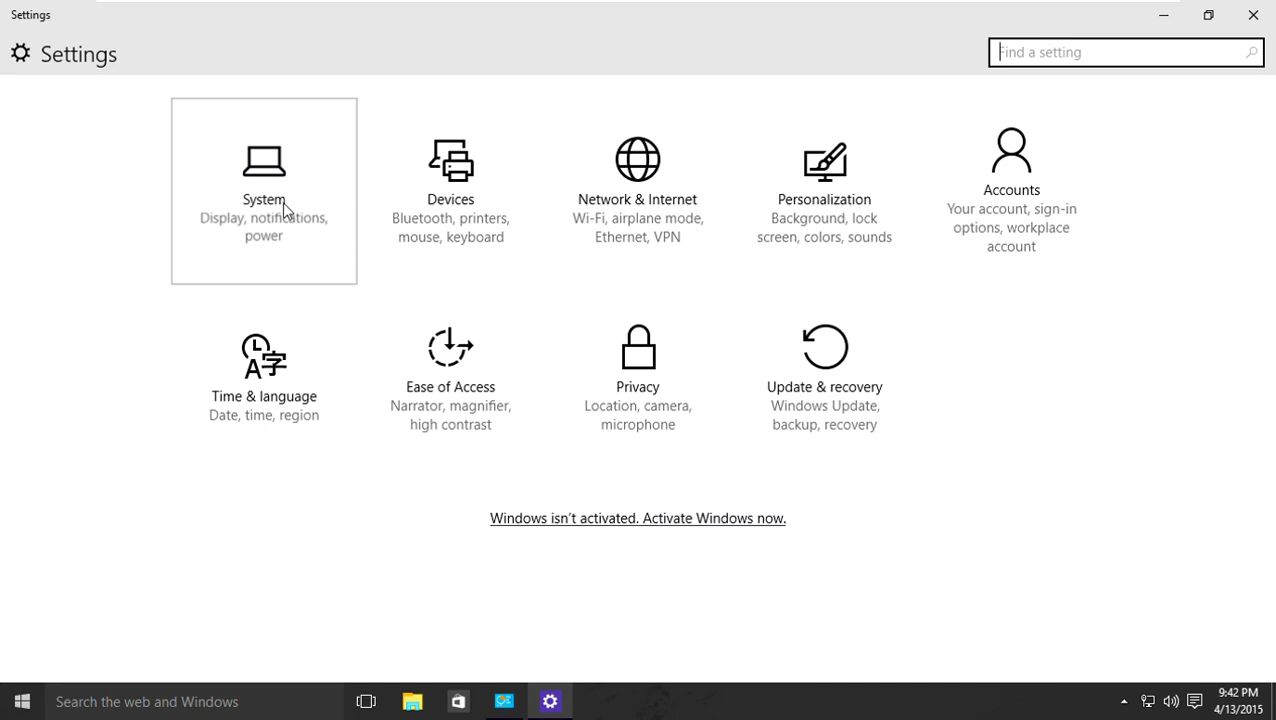 Settings
Settings
Find a setting
System
Display, notifications,
power
Devices
Bluetooth, printers,
mouse, keyboard
Network & Internet
Wi-Fi, airplane mode,
Ethernet, VPN
Personalization
Background, lock
screen, colors, sounds
Accounts
Your account, sign-in
options, workplace
account
Time & language
Date, time, region
Ease of Access
Narrator, magnifier,
high contrast
Privacy
Location, camera,
microphone
Update & recovery
Windows Update,
backup, recovery
Windows isn't activated. Activate Windows now.
Search the web and Windows
9:42 PM
4/13/2015